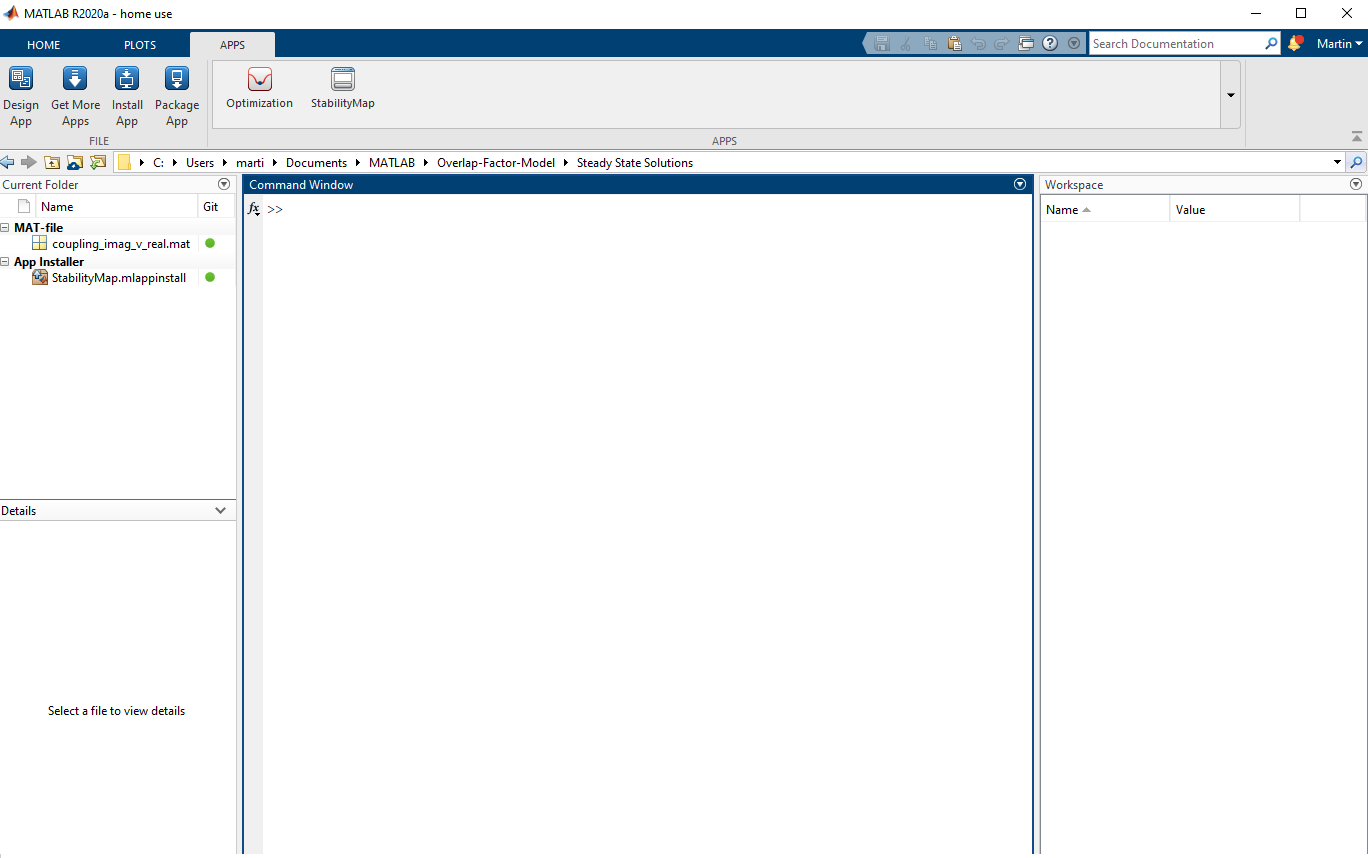 MATLAB R2020a - home use
HOME PLOTS APPS
Search Documentation
Martin
Design App
Get More Apps
Install App
Package App
Optimization
StabilityMap
FILE
APPS
C: Users marti Documents MATLAB Overlap-Factor-Model Steady State Solutions
Current Folder
Name Git
MAT-file
coupling_imag_v_real.mat
App Installer
StabilityMap.mlappinstall
Details
Select a file to view details
Command Window
fx >>
Workspace
Name Value